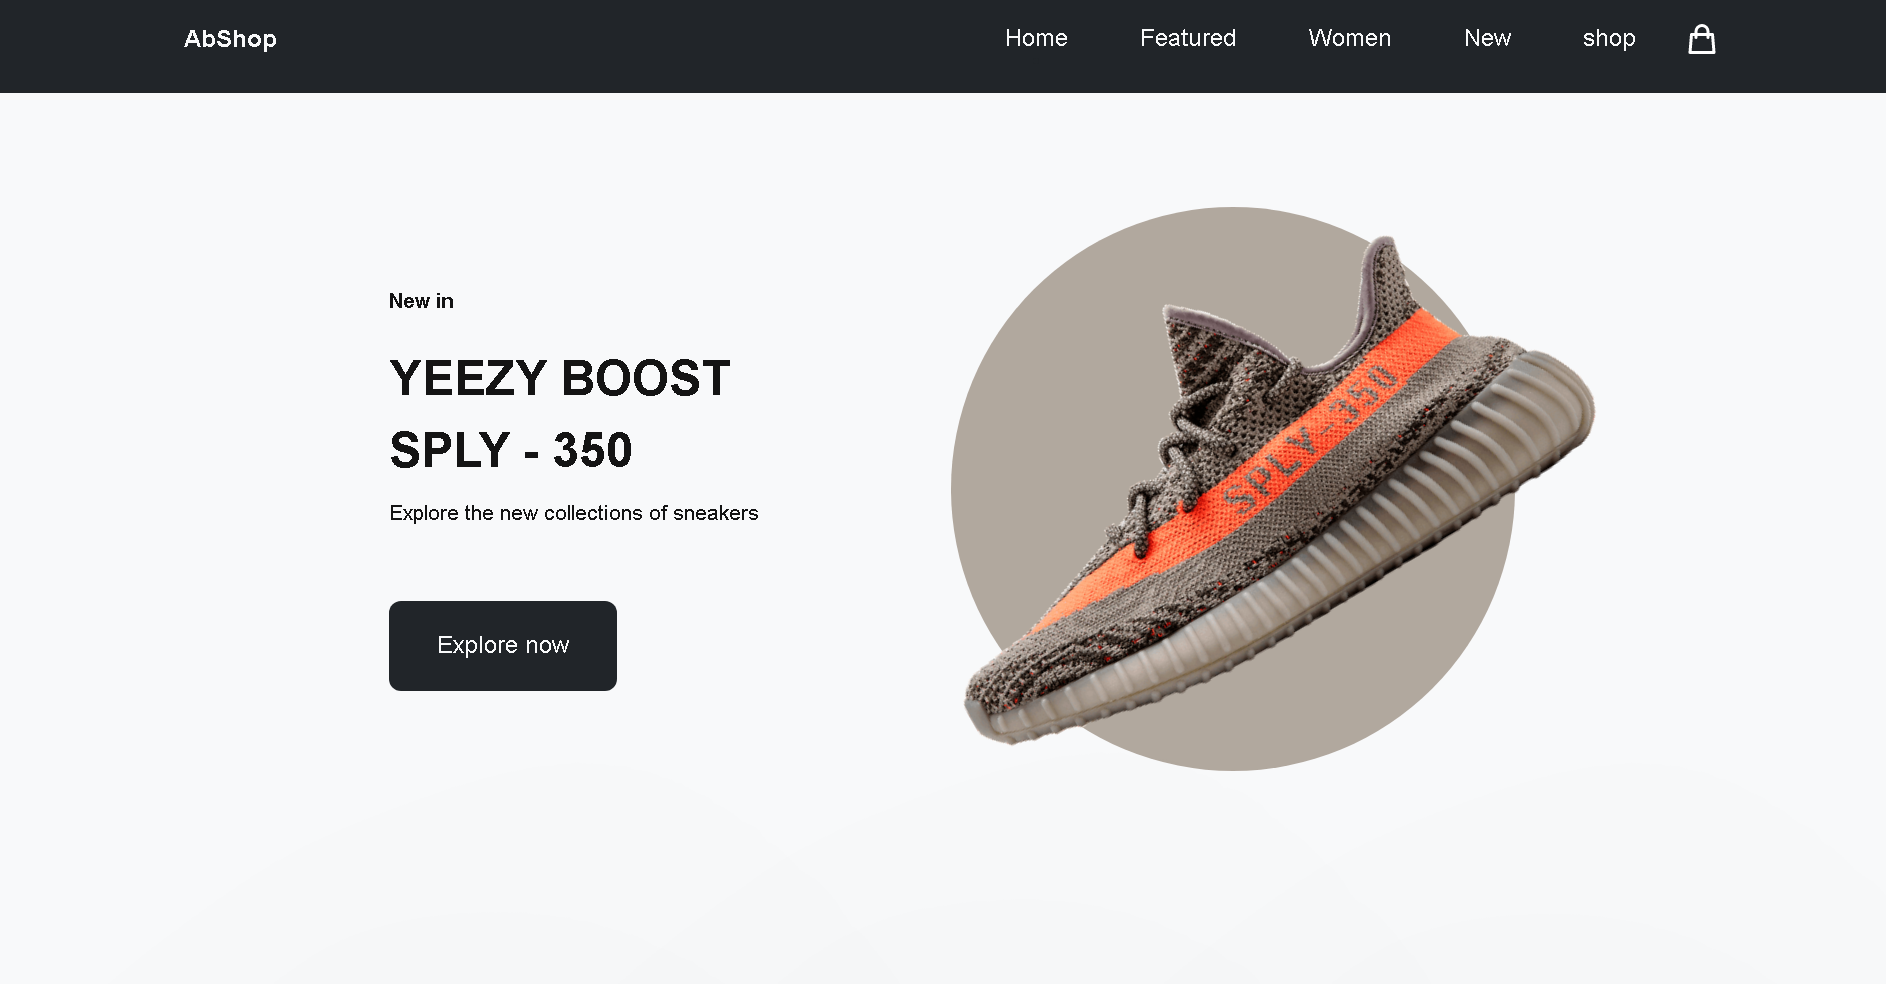 AbShop
Home Featured Women New shop
New in
YEEZY BOOST
SPLY - 350
Explore the new collections of sneakers
Explore now
SPLY-350